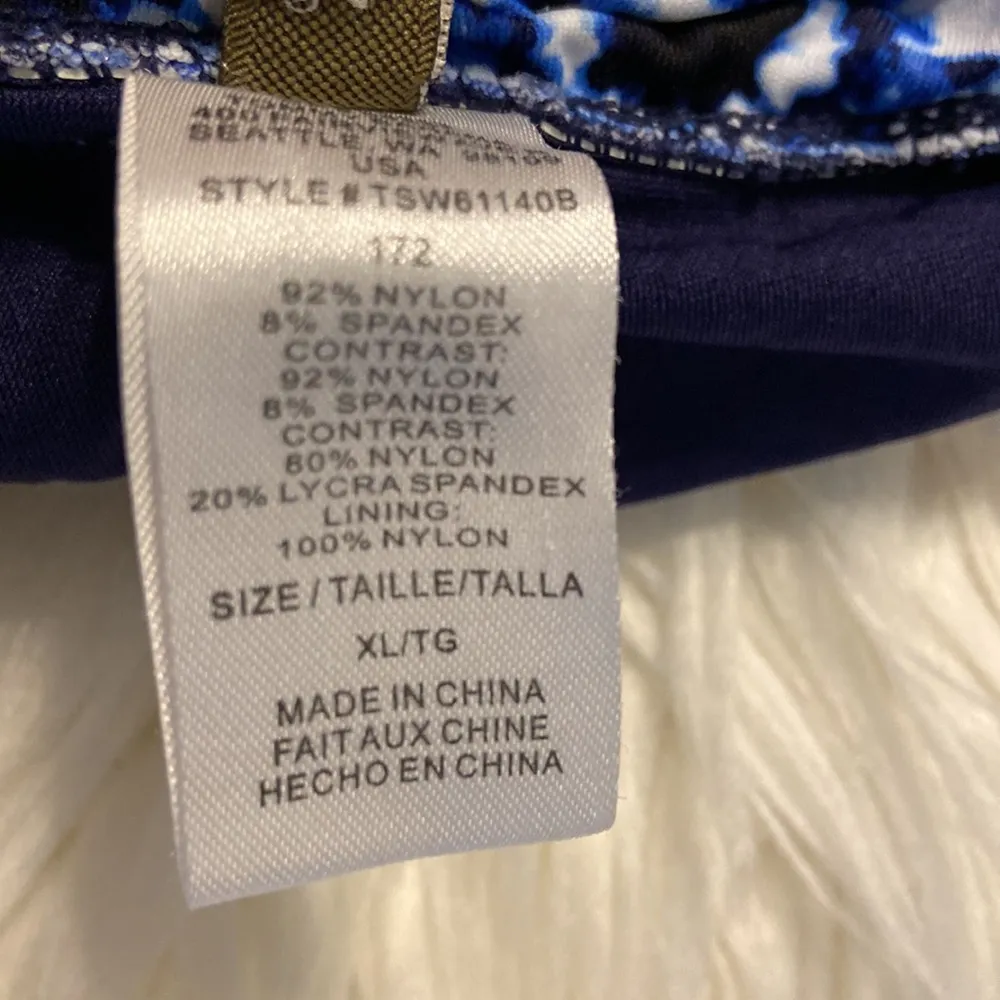 400
SEATTLE, WA 98109
USA
STYLE # TSW61140B
172
92% NYLON
8% SPANDEX
CONTRAST:
92% NYLON
8% SPANDEX
CONTRAST:
80% NYLON
20% LYCRA SPANDEX
LINING:
100% NYLON
SIZE / TAILLE/TALLA
XL/TG
MADE IN CHINA
FAIT AUX CHINE
HECHO EN CHINA